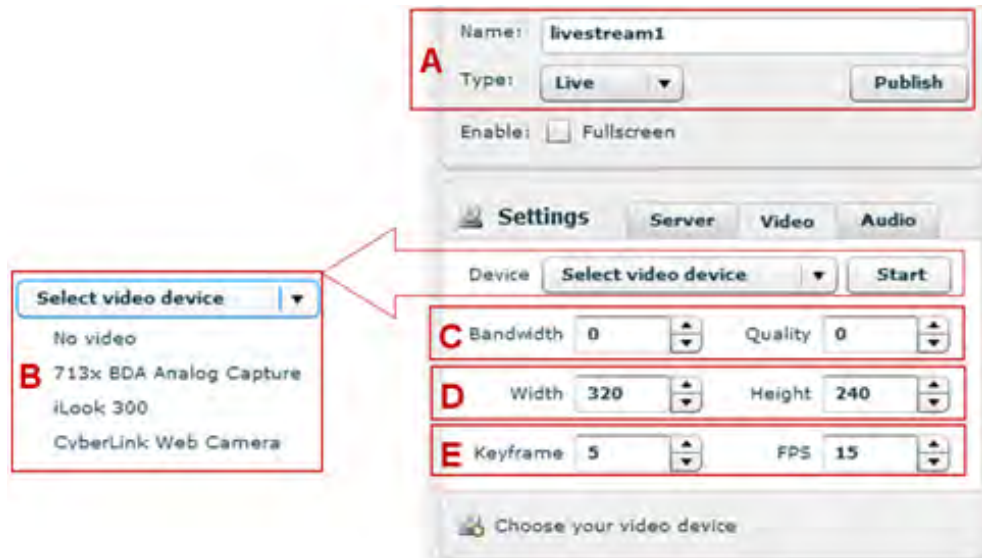 A
Name: livestream1
Type: Live Publish
Enable: Fullscreen
Settings Server Video Audio
Device Select video device Start
B
Select video device
No video
713x BDA Analog Capture
iLook 300
CyberLink Web Camera
C Bandwidth 0 Quality 0
D Width 320 Height 240
E Keyframe 5 FPS 15
Choose your video device